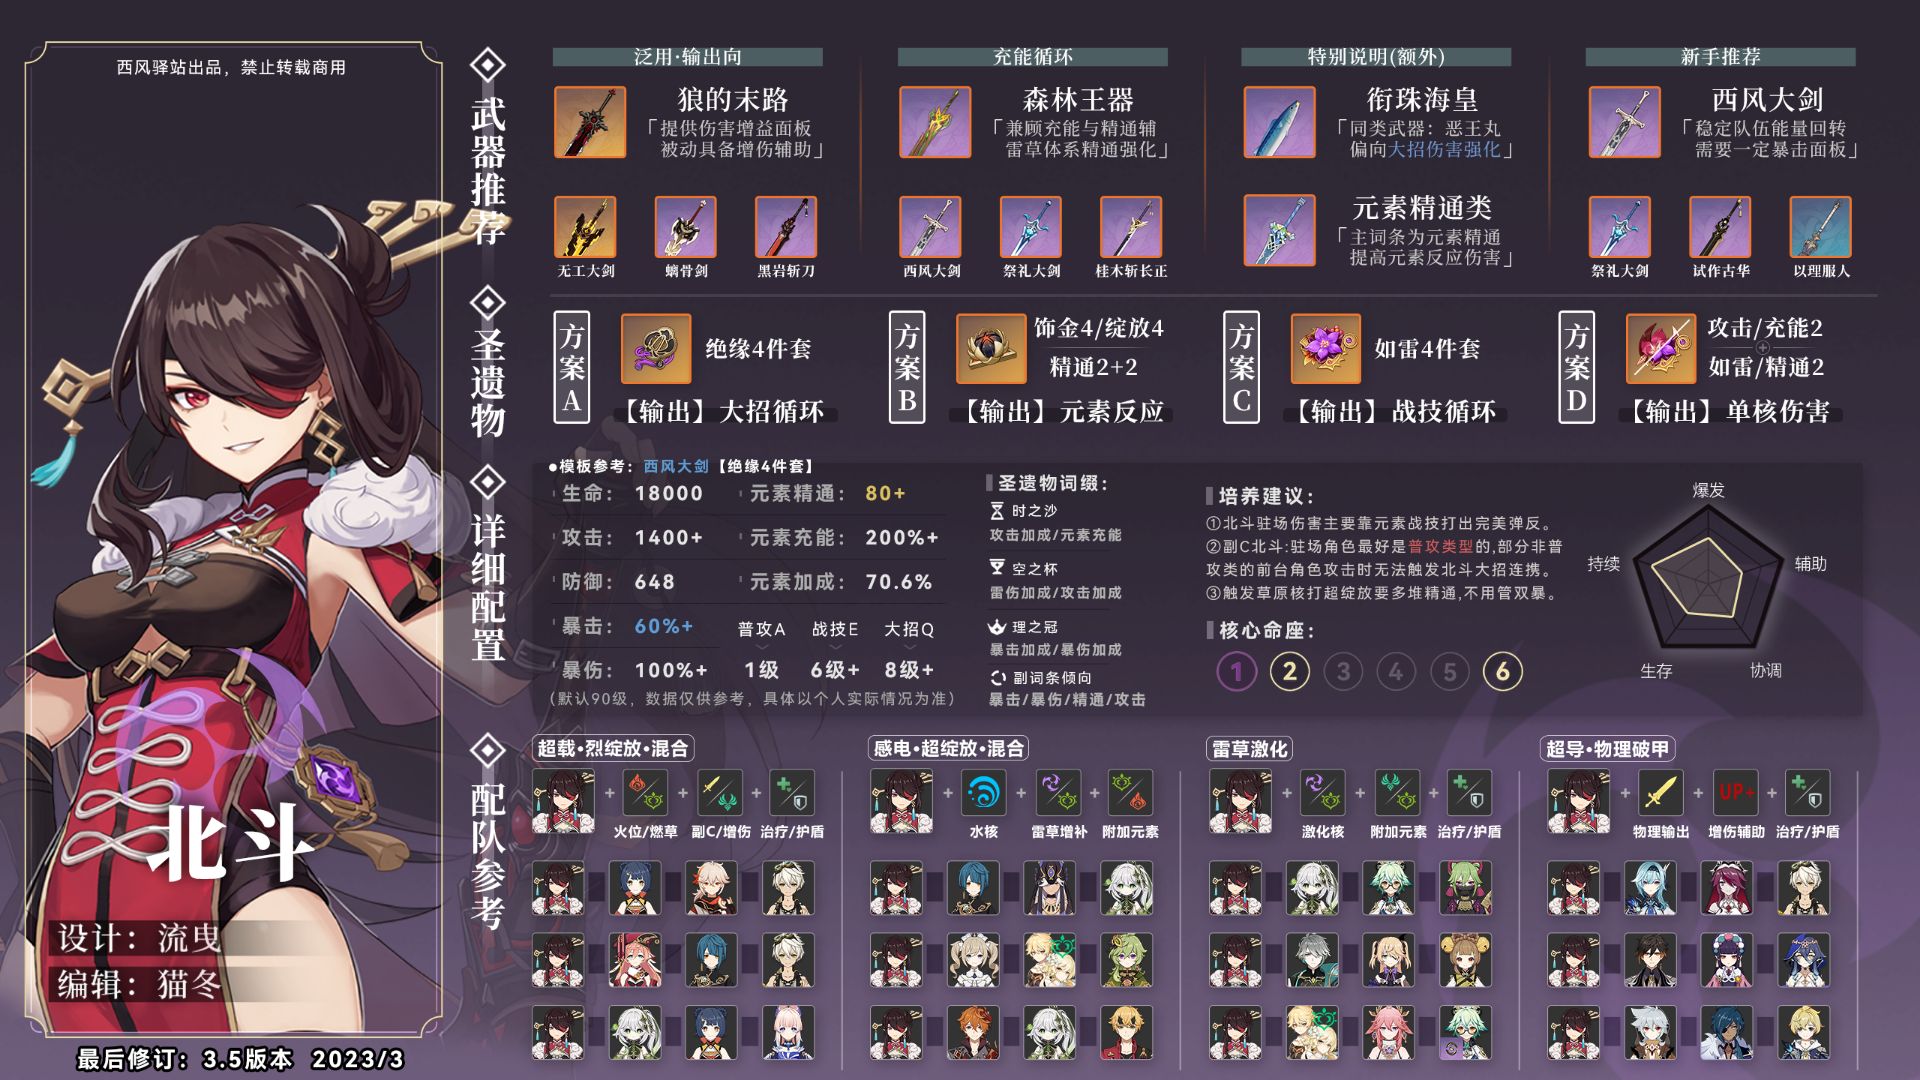 西风驿站出品，禁止转载商用
北斗
设计：流曳
编辑：猫冬
最后修订：3.5版本 2023/3
武器推荐
泛用·输出向
狼的末路
「提供伤害增益面板
被动具备增伤辅助」
无工大剑
螭骨剑
黑岩斩刀
充能循环
森林王器
「兼顾充能与精通辅
雷草体系精通强化」
西风大剑
祭礼大剑
桂木斩长正
特别说明(额外)
衔珠海皇
「同类武器：恶王丸
偏向大招伤害强化」
元素精通类
「主词条为元素精通
提高元素反应伤害」
新手推荐
西风大剑
「稳定队伍能量回转
需要一定暴击面板」
祭礼大剑
试作古华
以理服人
圣遗物
方案A
绝缘4件套
【输出】大招循环
方案B
饰金4/绽放4
精通2+2
【输出】元素反应
方案C
如雷4件套
【输出】战技循环
方案D
攻击/充能2
+
如雷/精通2
【输出】单核伤害
详细配置
●模板参考：西风大剑【绝缘4件套】
生命：18000 元素精通：80+
攻击：1400+ 元素充能：200%+
防御：648 元素加成：70.6%
暴击：60%+ 普攻A 战技E 大招Q
暴伤：100%+ 1级 6级+ 8级+
(默认90级，数据仅供参考，具体以个人实际情况为准)
圣遗物词缀：
时之沙
攻击加成/元素充能
空之杯
雷伤加成/攻击加成
理之冠
暴击加成/暴伤加成
副词条倾向
暴击/暴伤/精通/攻击
培养建议：
①北斗驻场伤害主要靠元素战技打出完美弹反。
②副C北斗:驻场角色最好是普攻类型的,部分非普
攻类的前台角色攻击时无法触发北斗大招连携。
③触发草原核打超绽放要多堆精通,不用管双暴。
核心命座：
1 2 3 4 5 6
爆发
持续
辅助
生存
协调
配队参考
超载•烈绽放•混合
+ + +
火位/燃草 副C/增伤 治疗/护盾
感电•超绽放•混合
+ + +
水核 雷草增补 附加元素
雷草激化
+ + +
激化核 附加元素 治疗/护盾
超导•物理破甲
+ UP+ + +
物理输出 增伤辅助 治疗/护盾